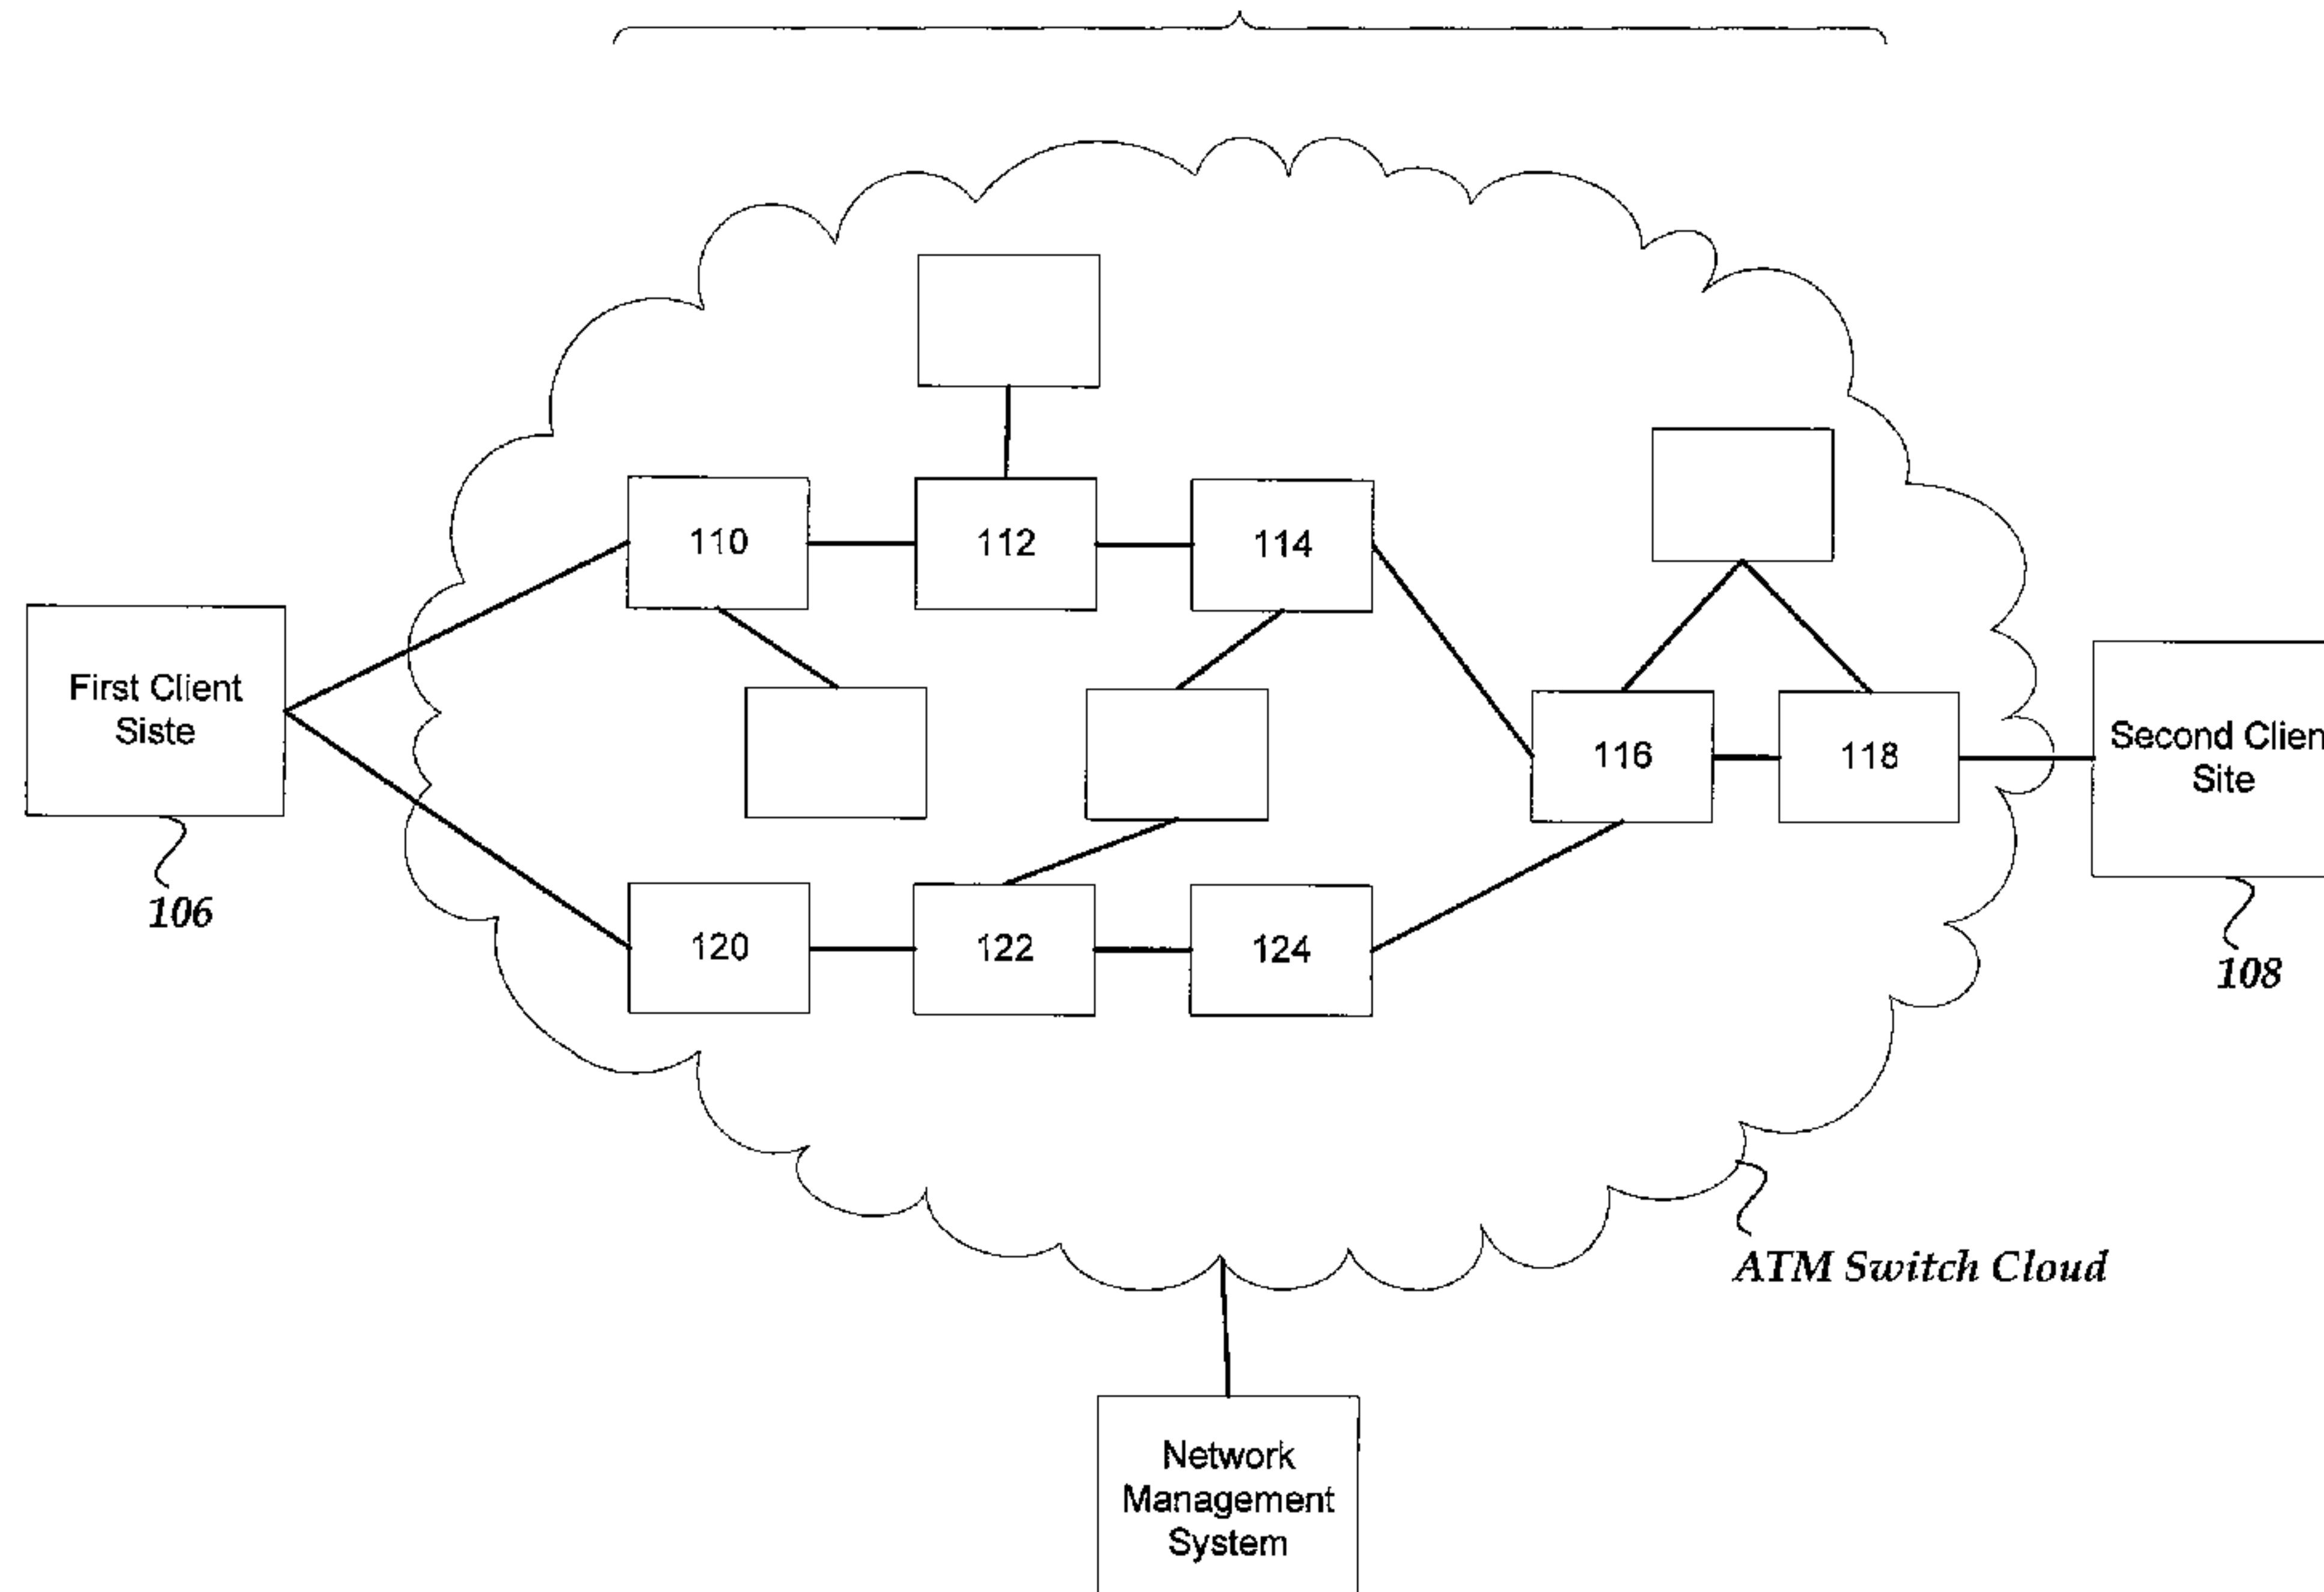 110
112
114
First Client
Siste
116
118
Second Clien
Site
106
120
122
124
108
ATM Switch Cloud
Network
Management
System